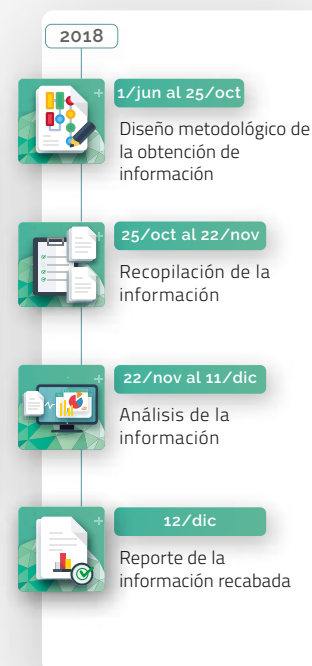 2018
1/jun al 25/oct
Diseño metodológico de
la obtención de
información
25/oct al 22/nov
Recopilación de la
información
22/nov al 11/dic
Análisis de la
información
12/dic
Reporte de la
información recabada